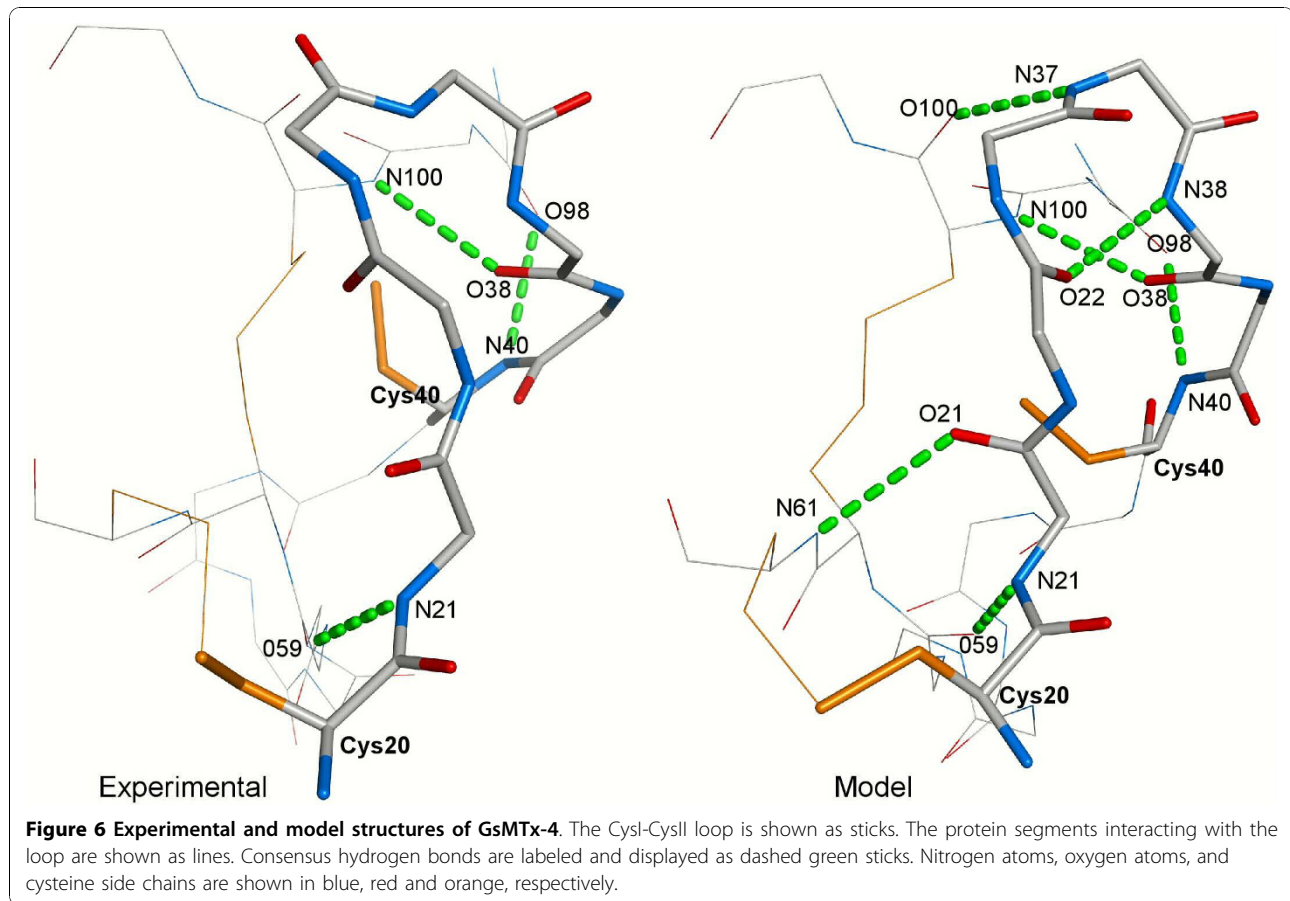 N100
O98
O38
N40
Cys40
N21
059
Cys20
Experimental
N37
O100
N38
N100
O98
O22
O38
N40
O21
Cys40
N61
N21
059
Cys20
Model
Figure 6 Experimental and model structures of GsMTx-4. The CysI-CysII loop is shown as sticks. The protein segments interacting with the
loop are shown as lines. Consensus hydrogen bonds are labeled and displayed as dashed green sticks. Nitrogen atoms, oxygen atoms, and
cysteine side chains are shown in blue, red and orange, respectively.